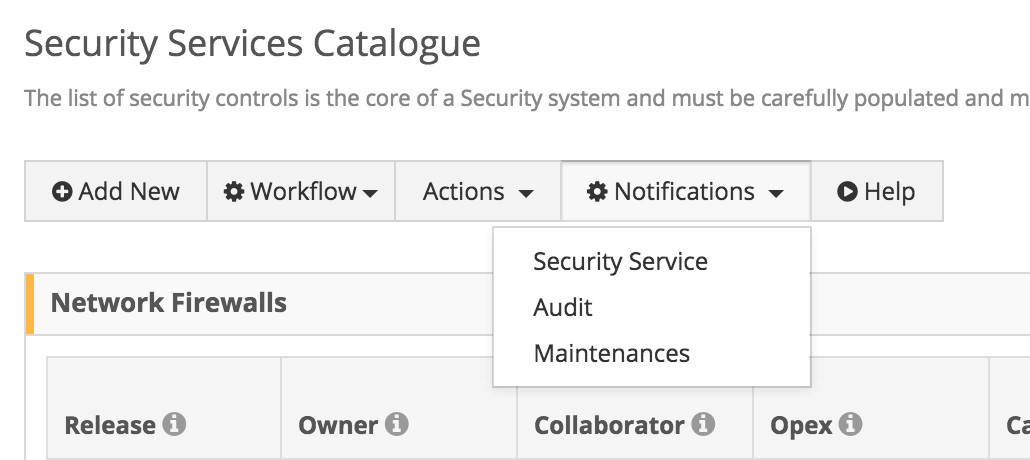 Security Services Catalogue
The list of security controls is the core of a Security system and must be carefully populated and
Add New Workflow Actions Notifications Help
Security Service
Audit
Maintenances
Network Firewalls
Release Owner Collaborator Opex